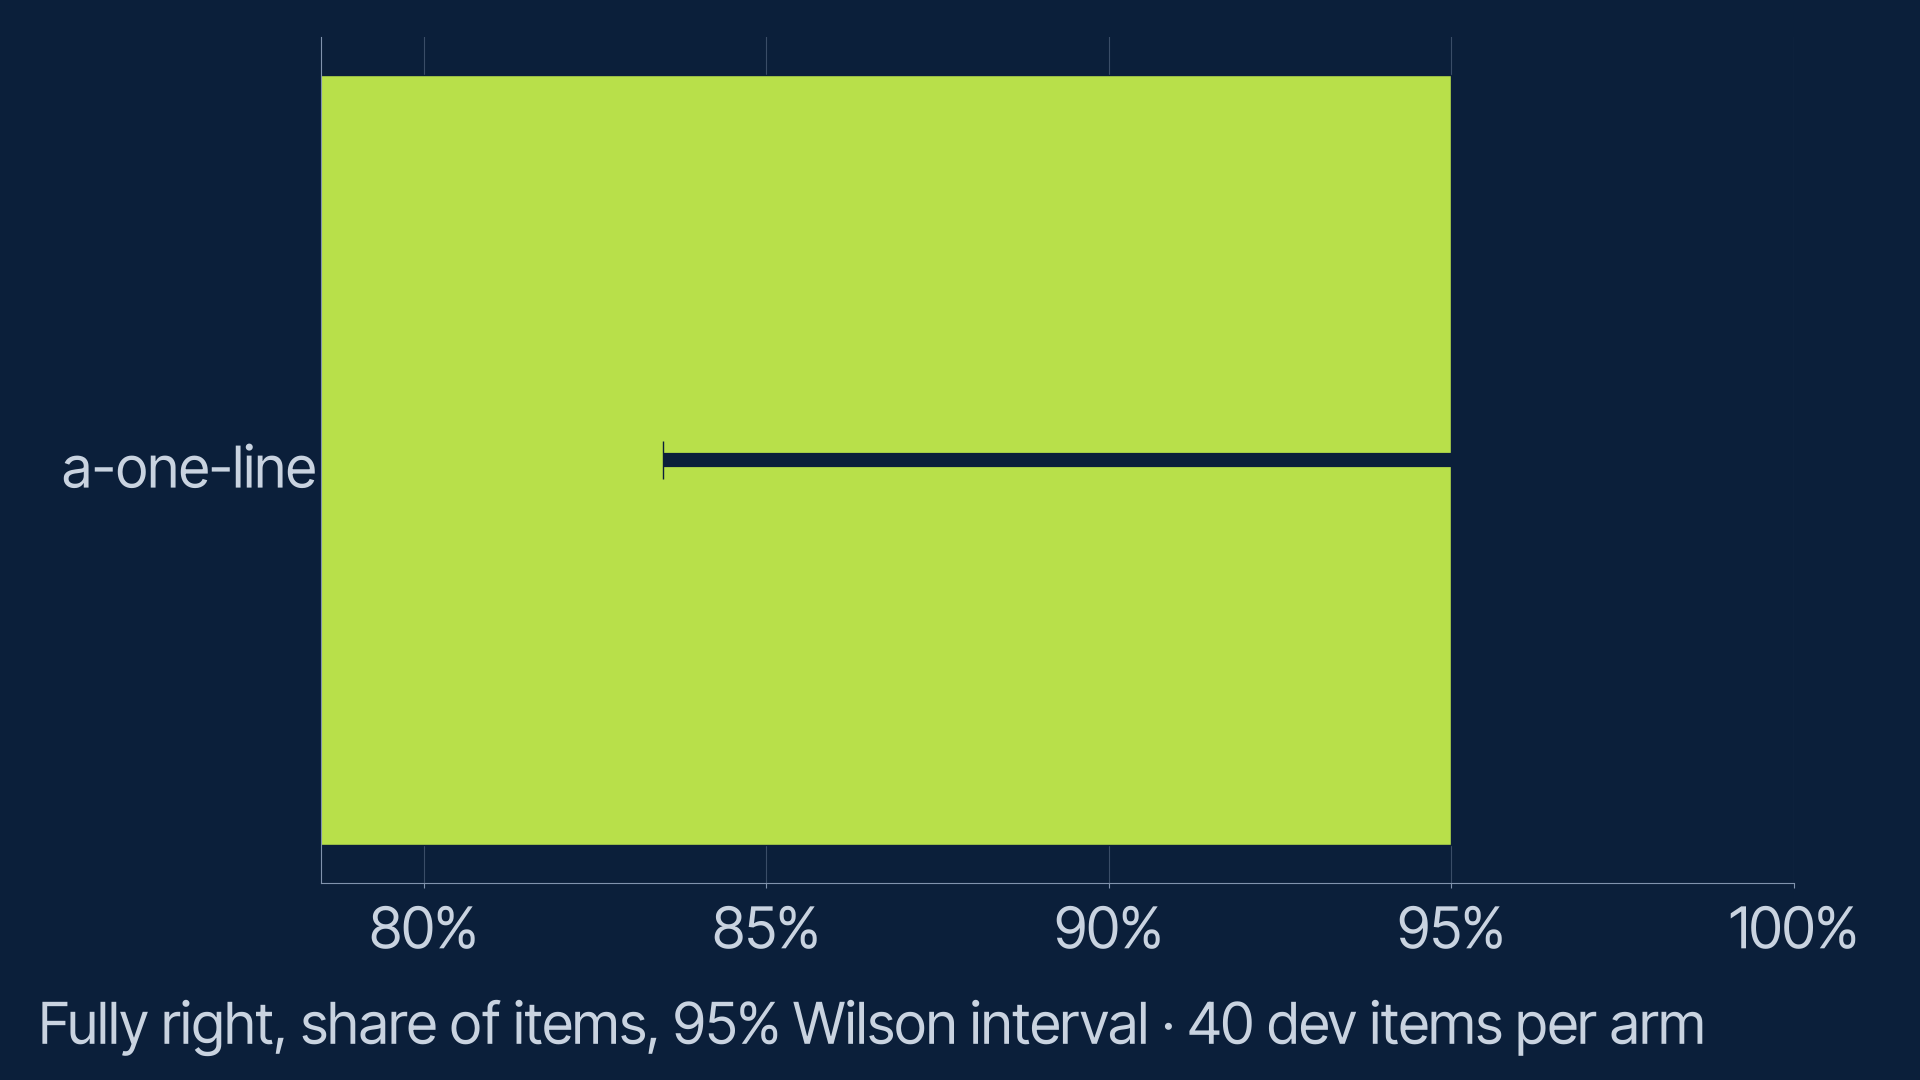 a-one-line
80% 85% 90% 95% 100%
Fully right, share of items, 95% Wilson interval · 40 dev items per arm